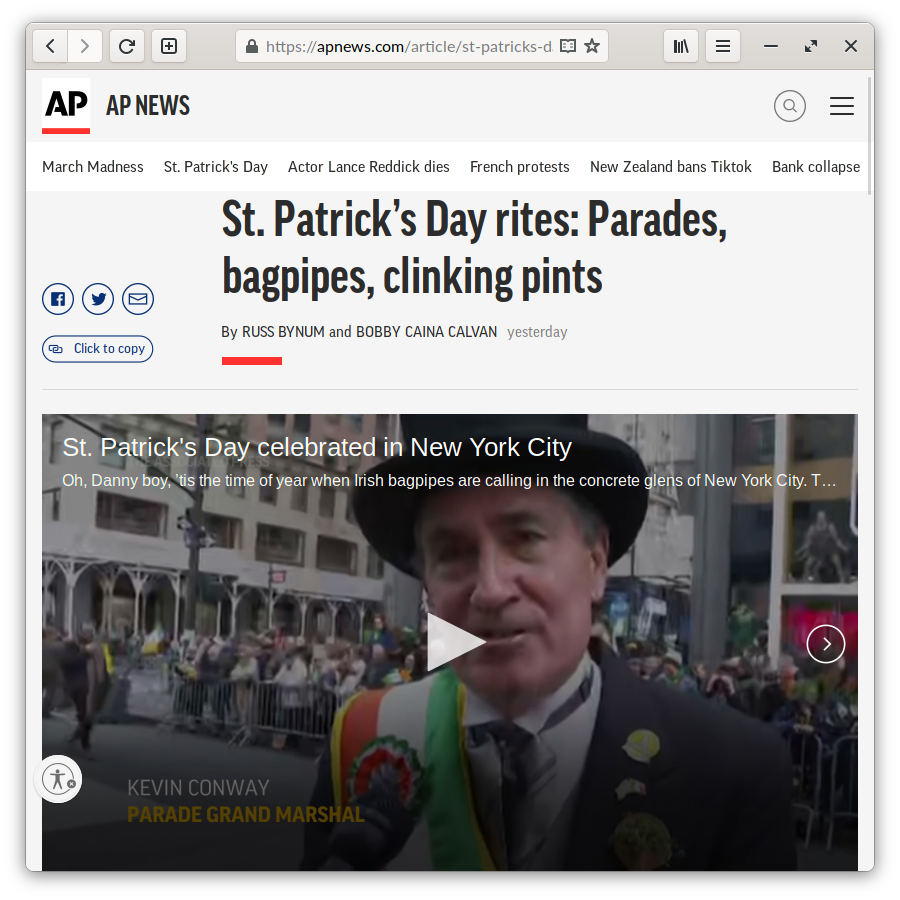 https://apnews.com/article/st-patricks-d
AP AP NEWS
March Madness St. Patrick's Day Actor Lance Reddick dies French protests New Zealand bans Tiktok Bank collapse
St. Patrick’s Day rites: Parades,
bagpipes, clinking pints
By RUSS BYNUM and BOBBY CAINA CALVAN yesterday
Click to copy
St. Patrick's Day celebrated in New York City
Oh, Danny boy, 'tis the time of year when Irish bagpipes are calling in the concrete glens of New York City. T…
KEVIN CONWAY
PARADE GRAND MARSHAL